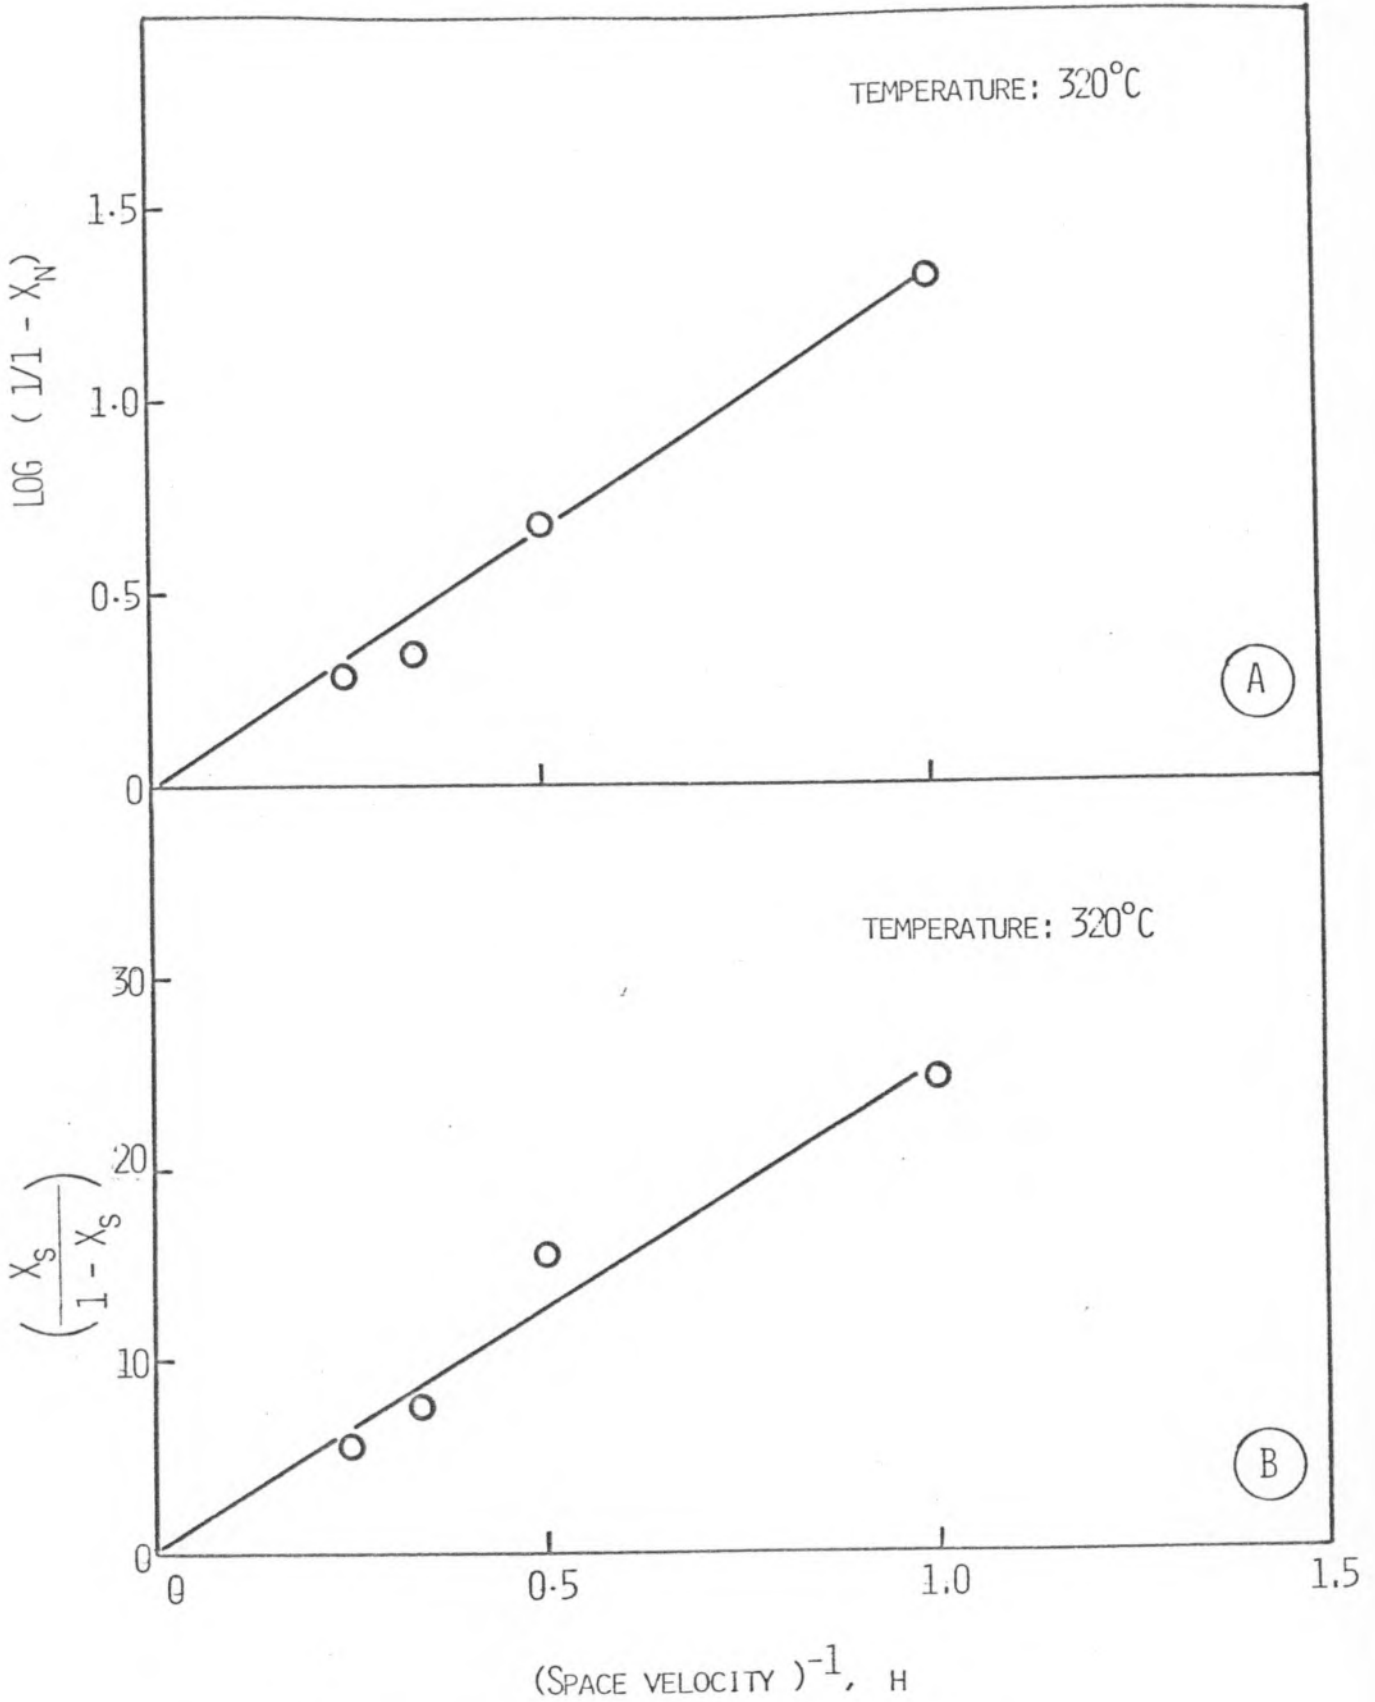 TEMPERATURE: 320°C
1.5
1.0
0.5
0
LOG (1/1 - X_N)
A
TEMPERATURE: 320°C
30
20
10
0
(X_S / 1 - X_S)
B
0 0.5 1.0 1.5
(SPACE VELOCITY )^-1, H